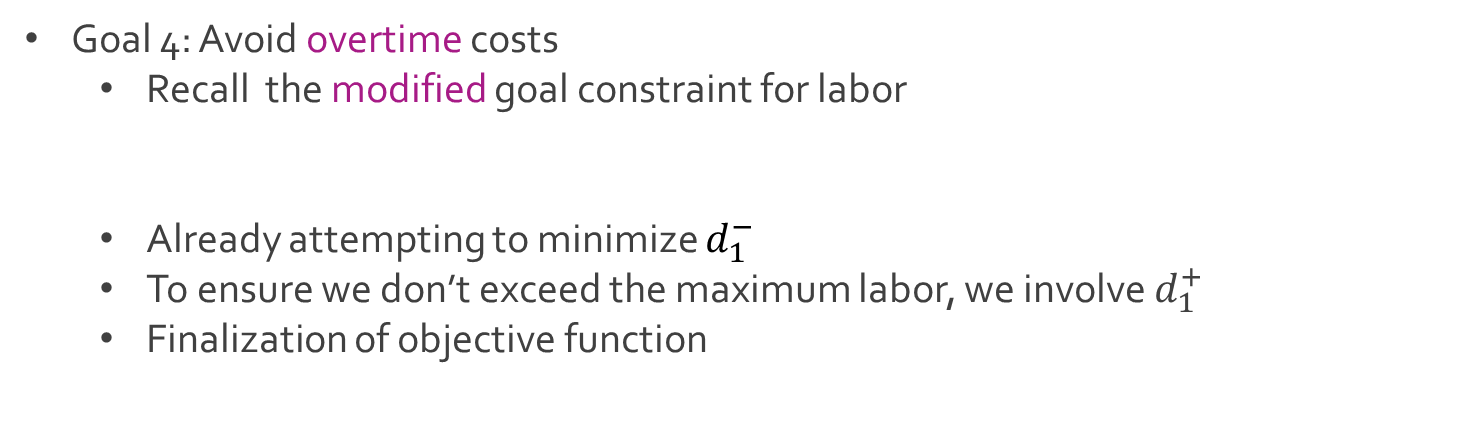 • Goal 4: Avoid overtime costs
• Recall the modified goal constraint for labor
• Already attempting to minimize d₁⁻
• To ensure we don’t exceed the maximum labor, we involve d₁⁺
• Finalization of objective function